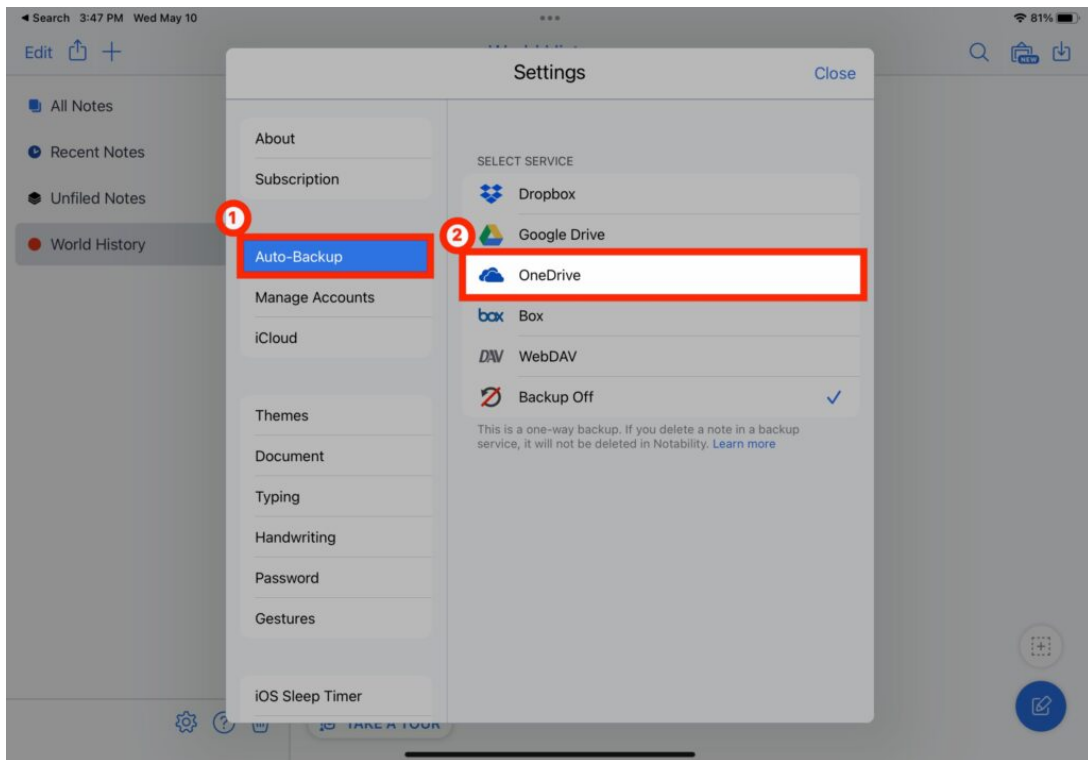 Search 3:47 PM Wed May 10
81%
Edit
Settings
Close
NEW
All Notes
Recent Notes
Unfiled Notes
World History
About
Subscription
1
Auto-Backup
Manage Accounts
iCloud
Themes
Document
Typing
Handwriting
Password
Gestures
iOS Sleep Timer
SELECT SERVICE
Dropbox
2
Google Drive
OneDrive
box Box
DAV WebDAV
Backup Off
This is a one-way backup. If you delete a note in a backup
service, it will not be deleted in Notability. Learn more
TAKE A TOUR